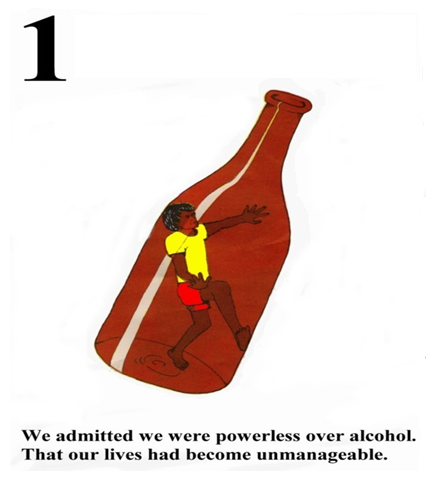 1
We admitted we were powerless over alcohol.
That our lives had become unmanageable.